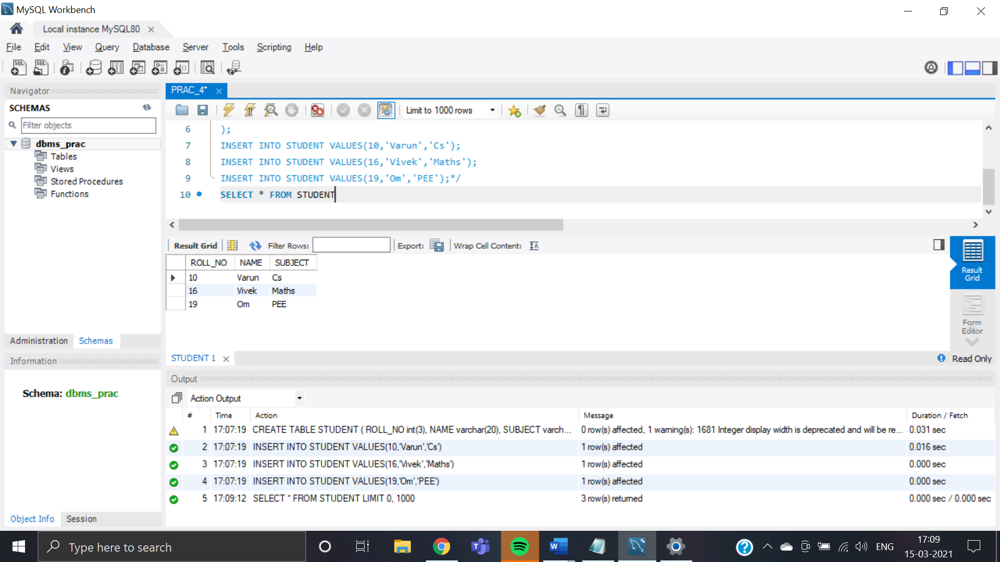 MySQL Workbench
Local instance MySQL80
File Edit View Query Database Server Tools Scripting Help
Navigator
SCHEMAS
Filter objects
dbms_prac
Tables
Views
Stored Procedures
Functions
Administration Schemas
Information
Schema: dbms_prac
Object Info Session
PRAC_4*
Limit to 1000 rows
6 );
7 INSERT INTO STUDENT VALUES(10,'Varun','Cs');
8 INSERT INTO STUDENT VALUES(16,'Vivek','Maths');
9 INSERT INTO STUDENT VALUES(19,'Om','PEE');*/
10 SELECT * FROM STUDENT
Result Grid Filter Rows: Export: Wrap Cell Content:
ROLL_NO NAME SUBJECT
10 Varun Cs
16 Vivek Maths
19 Om PEE
Result
Grid
Form
Editor
STUDENT 1
Read Only
Output
Action Output
# Time Action Message Duration / Fetch
1 17:07:19 CREATE TABLE STUDENT ( ROLL_NO int(3), NAME varchar(20), SUBJECT varch... 0 row(s) affected, 1 warning(s): 1681 Integer display width is deprecated and will be re... 0.031 sec
2 17:07:19 INSERT INTO STUDENT VALUES(10,'Varun','Cs') 1 row(s) affected 0.016 sec
3 17:07:19 INSERT INTO STUDENT VALUES(16,'Vivek','Maths') 1 row(s) affected 0.000 sec
4 17:07:19 INSERT INTO STUDENT VALUES(19,'Om','PEE') 1 row(s) affected 0.000 sec
5 17:09:12 SELECT * FROM STUDENT LIMIT 0, 1000 3 row(s) returned 0.000 sec / 0.000 sec
Type here to search
ENG
17:09
15-03-2021